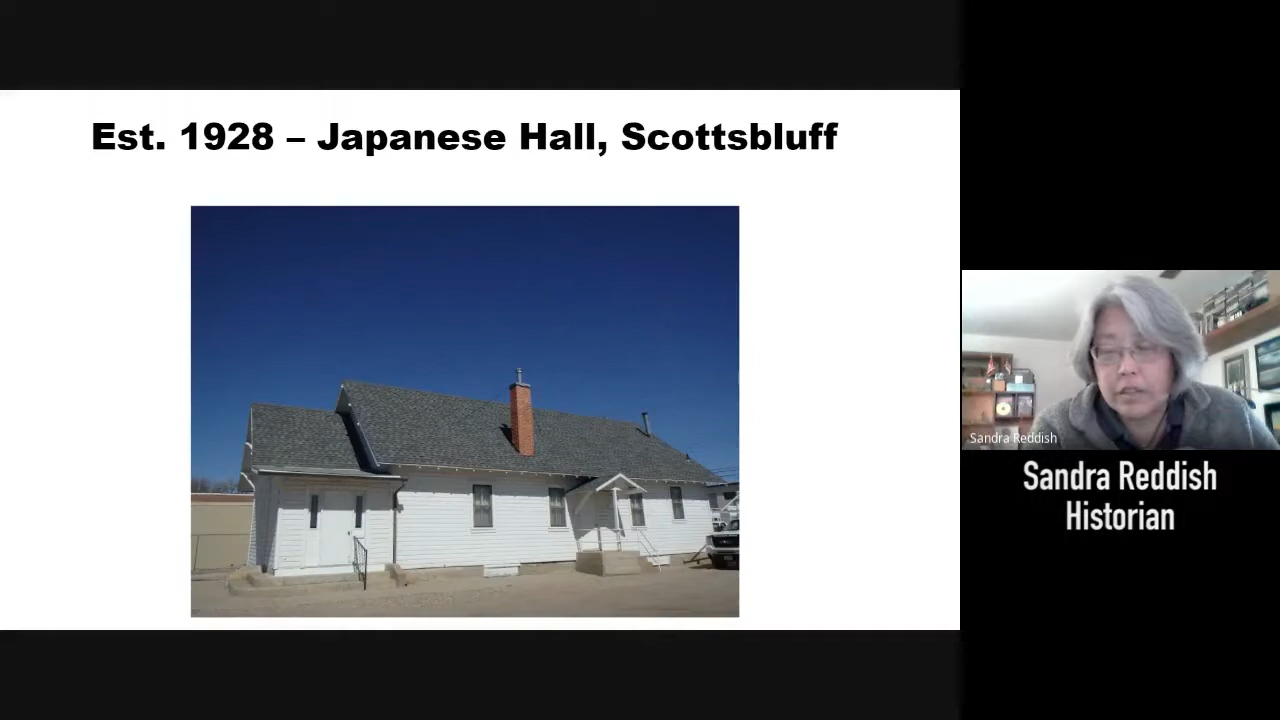 Est. 1928 – Japanese Hall, Scottsbluff
Sandra Reddish
Sandra Reddish
Historian